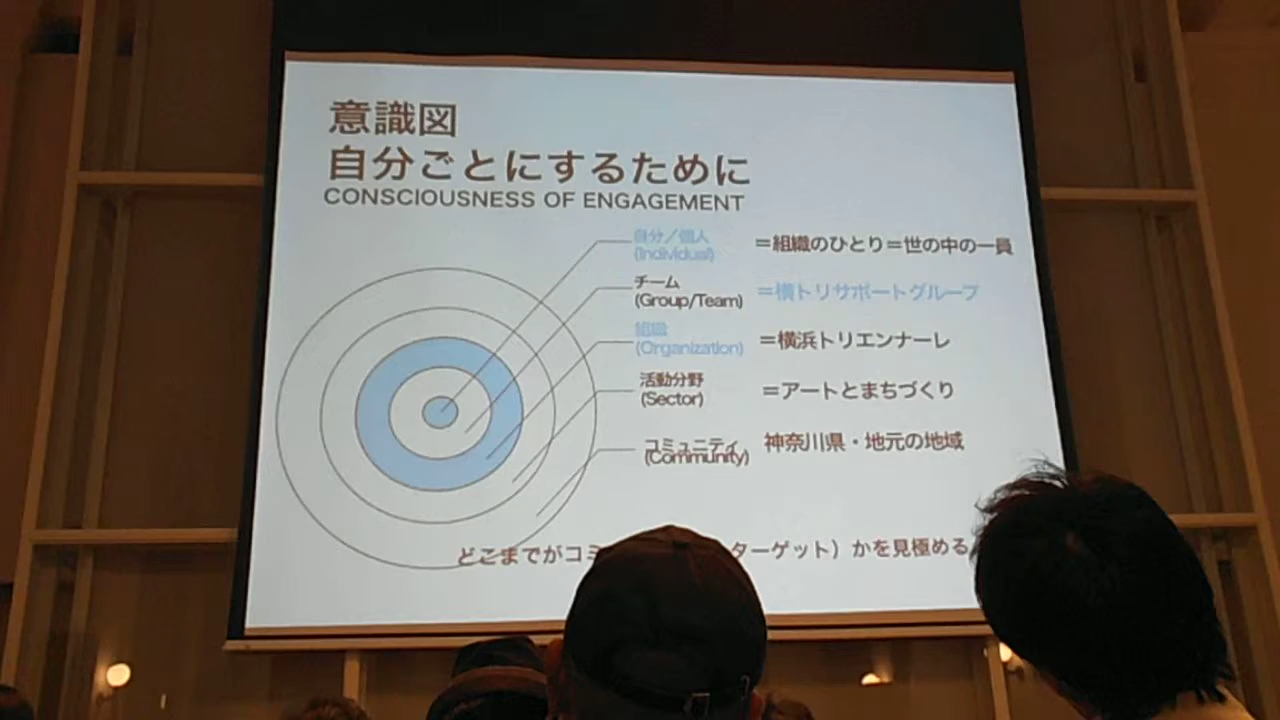 意識図
自分ごとにするために
CONSCIOUSNESS OF ENGAGEMENT
自分／個人
(Individual)
＝組織のひとり＝世の中の一員
チーム
(Group/Team)
＝横トリサポートグループ
組織
(Organization)
＝横浜トリエンナーレ
活動分野
(Sector)
＝アートとまちづくり
コミュニティ
(Community)
神奈川県・地元の地域
どこまでがコミ
ターゲット）かを見極める